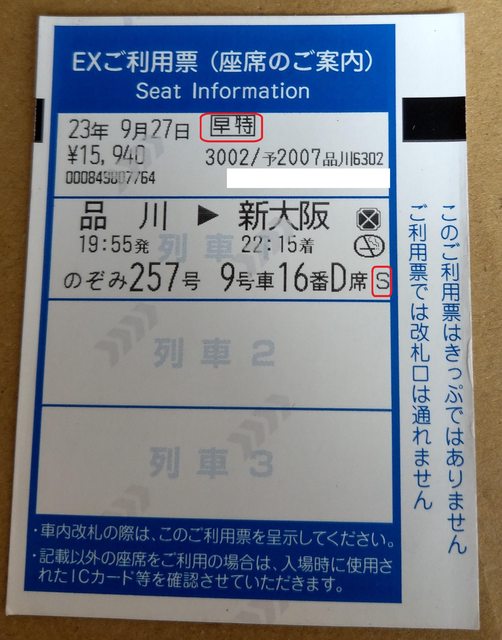 EXご利用票（座席のご案内）
Seat Information
23年 9月27日 早特
¥15,940 3002/予2007品川6302
000843807764
品川 ▶ 新大阪
19:55発 22:15着
のぞみ257号 9号車16番D席 S
列車1
列車2
列車3
・車内改札の際は、このご利用票を呈示してください。
・記載以外の座席をご利用の場合は、入場時に使用さ
れたICカード等を確認させていただきます。
このご利用票はきっぷではありません
ご利用票では改札口は通れません